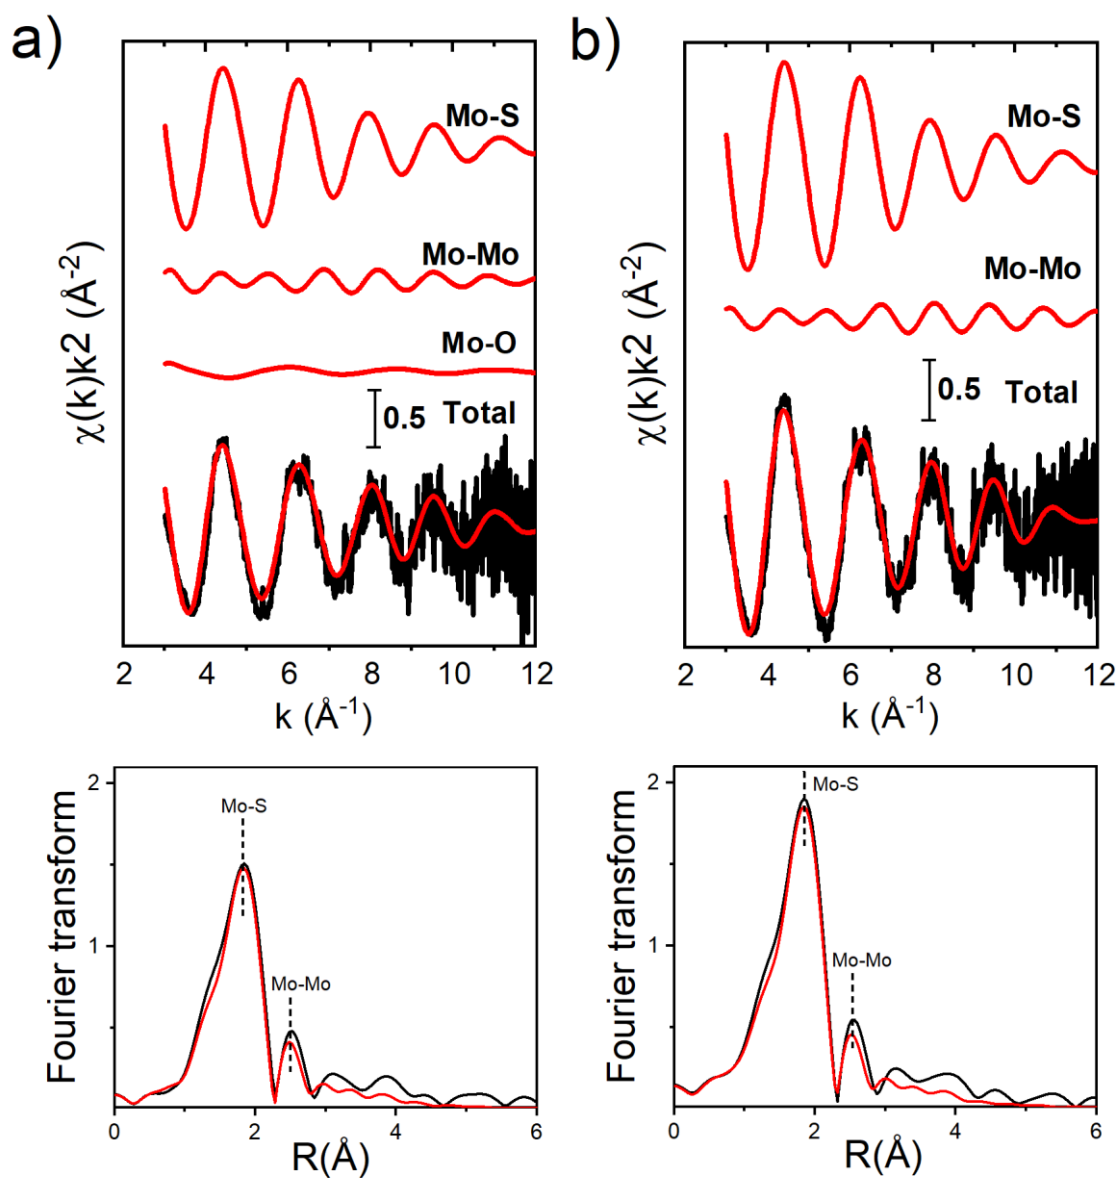 a)
χ(k)k2 (Å⁻²)
Mo-S
Mo-Mo
Mo-O
0.5
Total
2 4 6 8 10 12
k (Å⁻¹)
b)
χ(k)k2 (Å⁻²)
Mo-S
Mo-Mo
0.5
Total
2 4 6 8 10 12
k (Å⁻¹)
Fourier transform
2
1
Mo-S
Mo-Mo
0 2 4 6
R(Å)
Fourier transform
2
1
0
Mo-S
Mo-Mo
0 2 4 6
R(Å)